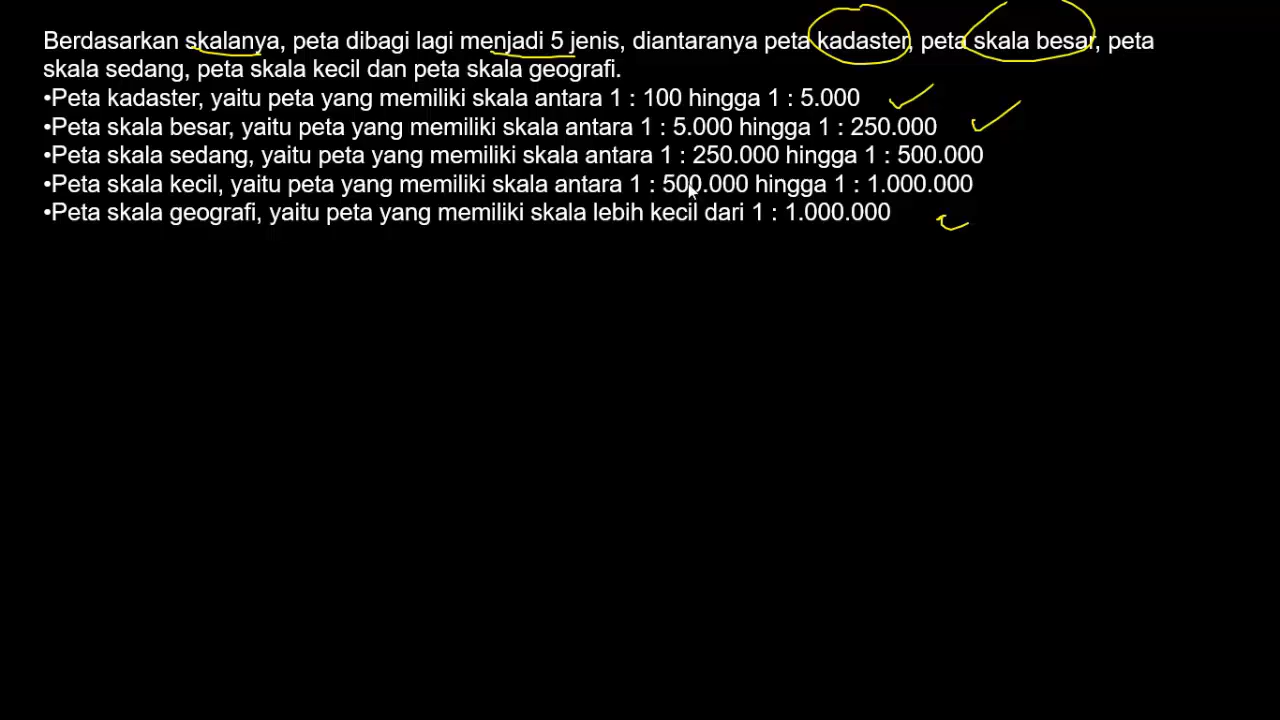 Berdasarkan skalanya, peta dibagi lagi menjadi 5 jenis, diantaranya peta kadaster, peta skala besar, peta
skala sedang, peta skala kecil dan peta skala geografi.
•Peta kadaster, yaitu peta yang memiliki skala antara 1 : 100 hingga 1 : 5.000
•Peta skala besar, yaitu peta yang memiliki skala antara 1 : 5.000 hingga 1 : 250.000
•Peta skala sedang, yaitu peta yang memiliki skala antara 1 : 250.000 hingga 1 : 500.000
•Peta skala kecil, yaitu peta yang memiliki skala antara 1 : 500.000 hingga 1 : 1.000.000
•Peta skala geografi, yaitu peta yang memiliki skala lebih kecil dari 1 : 1.000.000